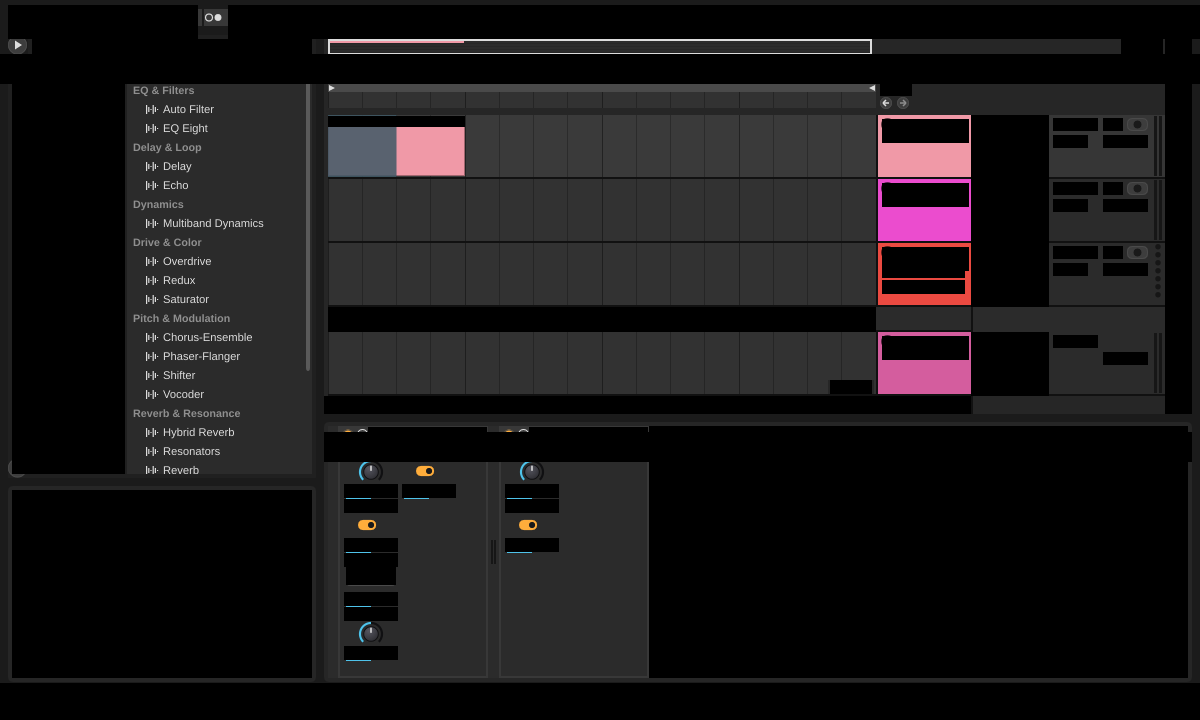 EQ & Filters
Auto Filter
EQ Eight
Delay & Loop
Delay
Echo
Dynamics
Multiband Dynamics
Drive & Color
Overdrive
Redux
Saturator
Pitch & Modulation
Chorus-Ensemble
Phaser-Flanger
Shifter
Vocoder
Reverb & Resonance
Hybrid Reverb
Resonators
Reverb